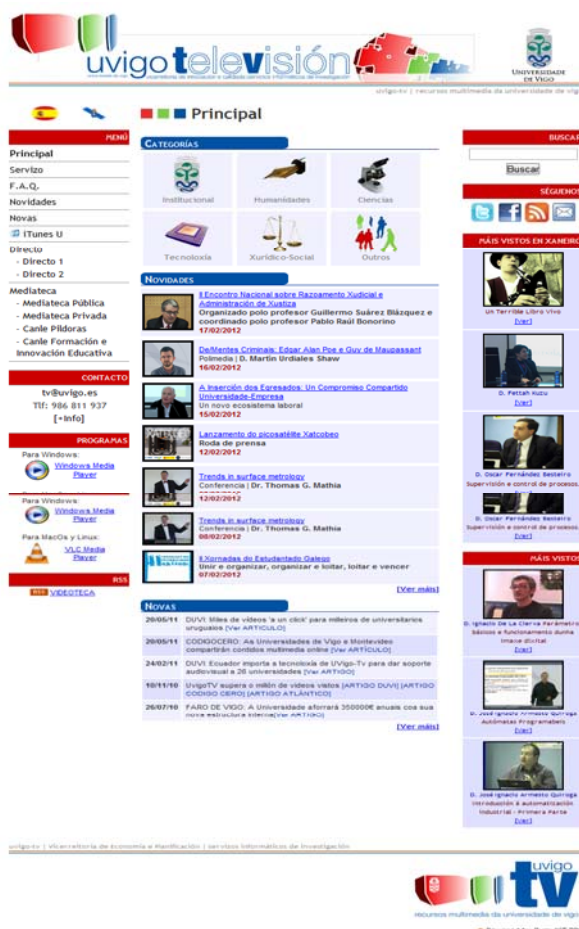 uvigo televisión
UNIVERSIDADE
DE VIGO
uvigo-tv | recursos multimedia da universidade de vigo
Principal
MENÚ
Principal
Servizo
F.A.Q.
Novidades
Novas
iTunes U
Directo
- Directo 1
- Directo 2
Mediateca
- Mediateca Pública
- Mediateca Privada
- Canle Píldoras
- Canle Formación e
Innovación Educativa
CONTACTO
tv@uvigo.es
Tlf: 986 811 937
[+Info]
PROGRAMAS
Para Windows:
Windows Media
Player
Para Windows:
Windows Media
Player
Para MacOs y Linux:
VLC Media
Player
RSS
RSS VIDEOTECA
CATEGORÍAS
Institucional
Humanidades
Ciencias
Tecnoloxía
Xurídico-Social
Outros
NOVIDADES
II Encontro Nacional sobre Razoamento Xudicial e
Administración de Xustiza
Organizado polo profesor Guillermo Suárez Blázquez e
coordinado polo profesor Pablo Raúl Bonorino
17/02/2012
De/Mentes Criminais: Edgar Alan Poe e Guy de Maupassant
Polimedia | D. Martin Urdiales Shaw
16/02/2012
A Inserción dos Egresados: Un Compromiso Compartido
Universidade-Empresa
Un novo ecosistema laboral
15/02/2012
Lanzamento do picosatélite Xatcobeo
Roda de prensa
12/02/2012
Trends in surface metrology
Conferencia | Dr. Thomas G. Mathia
12/02/2012
Trends in surface metrology
Conferencia | Dr. Thomas G. Mathia
08/02/2012
II Xornadas do Estudantado Galego
Unir e organizar, organizar e loitar, loitar e vencer
07/02/2012
[Ver máis]
NOVAS
20/05/11 DUVI: Miles de vídeos 'a un click' para milleiros de universitarios
uruguaios [Ver ARTICULO]
20/05/11 CODIGOCERO: As Universidades de Vigo e Montevideo
compartirán contidos multimedia online [Ver ARTÍCULO]
24/02/11 DUVI: Ecuador importa a tecnoloxía de UVigo-Tv para dar soporte
audiovisual a 26 universidades [Ver ARTIGO]
10/11/10 UvigoTV supera o millón de vídeos vistos [ARTIGO DUVI] [ARTIGO
CODIGO CERO] [ARTIGO ATLÁNTICO]
26/07/10 FARO DE VIGO: A Universidade aforrará 350000€ anuais coa sua
nova estructura interna[Ver ARTIGO]
[Ver máis]
BUSCAR
Buscar
SÉGUENOS
MÁIS VISTOS EN XANEIRO
Un Terrible Libro Vivo
[Ver]
D. Fettah Kuzu
[Ver]
D. Oscar Fernández Besteiro
Supervisión e control de procesos.
D. Oscar Fernández Besteiro
Supervisión e control de procesos.
[Ver]
MÁIS VISTOS
D. Ignacio De La Cierva Parámetros
básicos e funcionamento dunha
imaxe dixital
[Ver]
D. José Ignacio Armesto Quiroga
Autómatas Programabeis
[Ver]
D. José Ignacio Armesto Quiroga
Introducción á automatización
industrial - Primera Parte
[Ver]
uvigo-tv | Vicerreitoría de Economía e Planificación | servizos informáticos de investigación
uvigo
tv
recursos multimedia da universidade de vigo